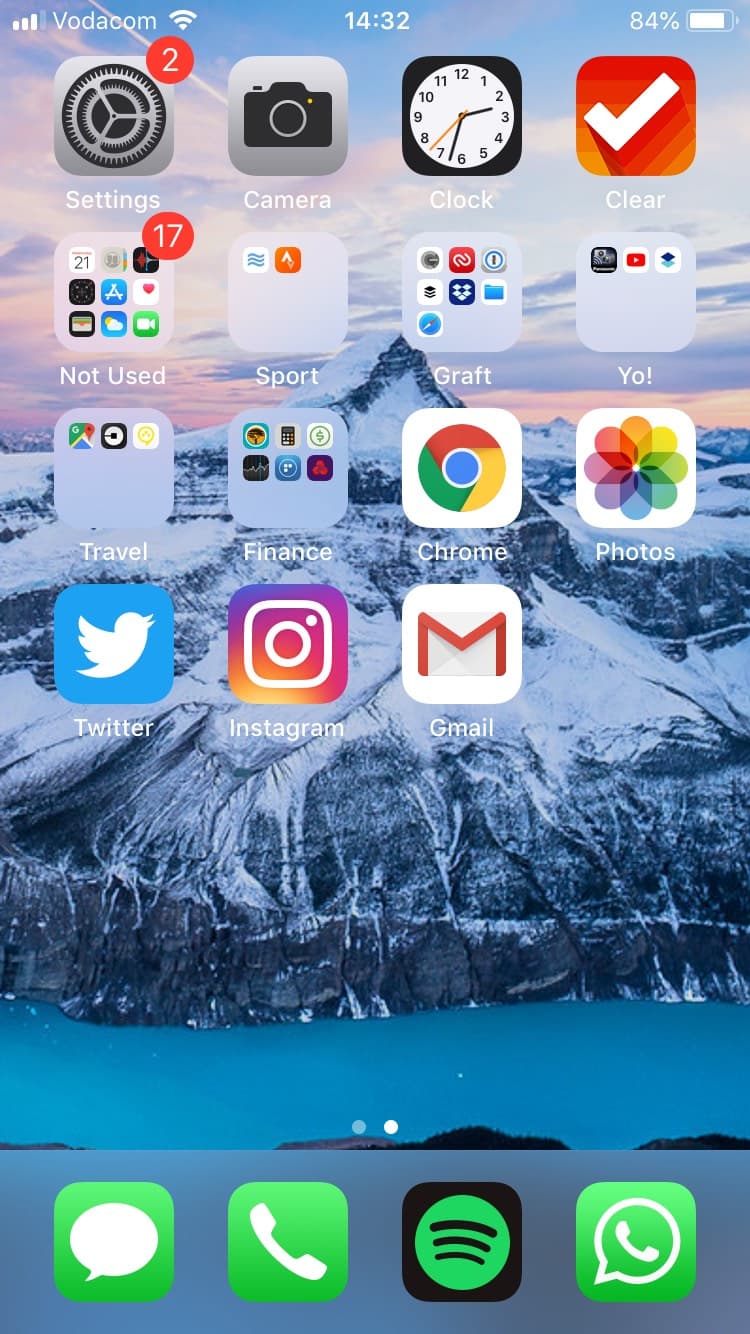 Vodacom 14:32 84%
2
12
11 1
10 2
9 3
8 4
7 5
6
Settings Camera Clock Clear
17
21
Not Used Sport Graft Yo!
G
Travel Finance Chrome Photos
Twitter Instagram Gmail